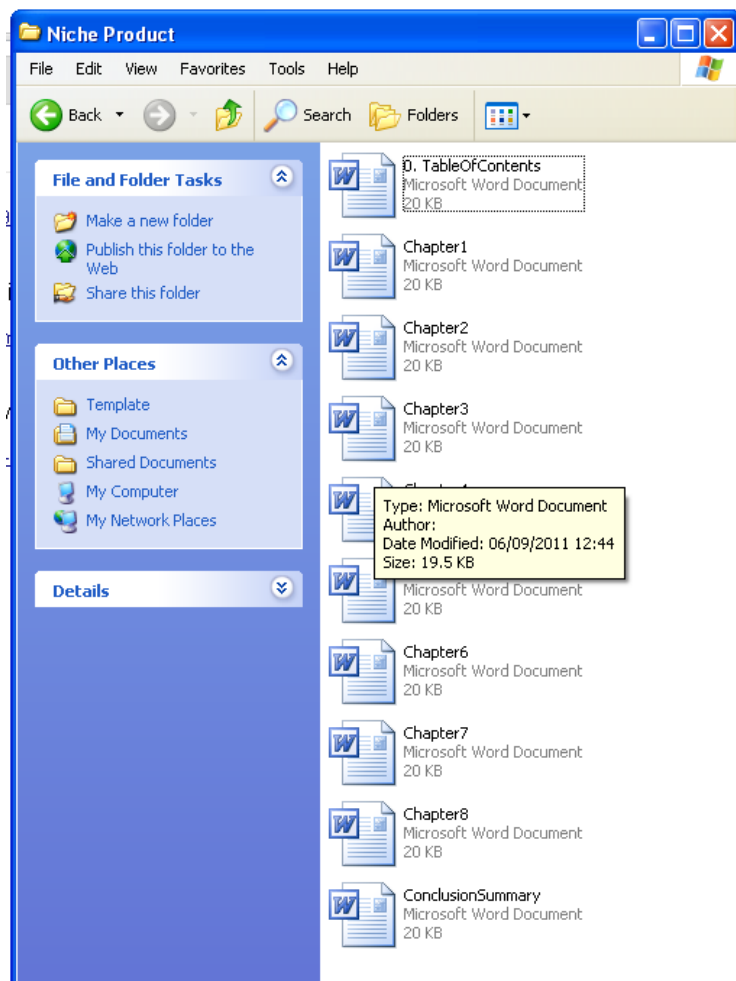 Niche Product
File Edit View Favorites Tools Help
Back Search Folders
File and Folder Tasks
Make a new folder
Publish this folder to the
Web
Share this folder
Other Places
Template
My Documents
Shared Documents
My Computer
My Network Places
Details
0. TableOfContents
Microsoft Word Document
20 KB
Chapter1
Microsoft Word Document
20 KB
Chapter2
Microsoft Word Document
20 KB
Chapter3
Microsoft Word Document
20 KB
Type: Microsoft Word Document
Author:
Date Modified: 06/09/2011 12:44
Size: 19.5 KB
Microsoft Word Document
20 KB
Chapter6
Microsoft Word Document
20 KB
Chapter7
Microsoft Word Document
20 KB
Chapter8
Microsoft Word Document
20 KB
ConclusionSummary
Microsoft Word Document
20 KB